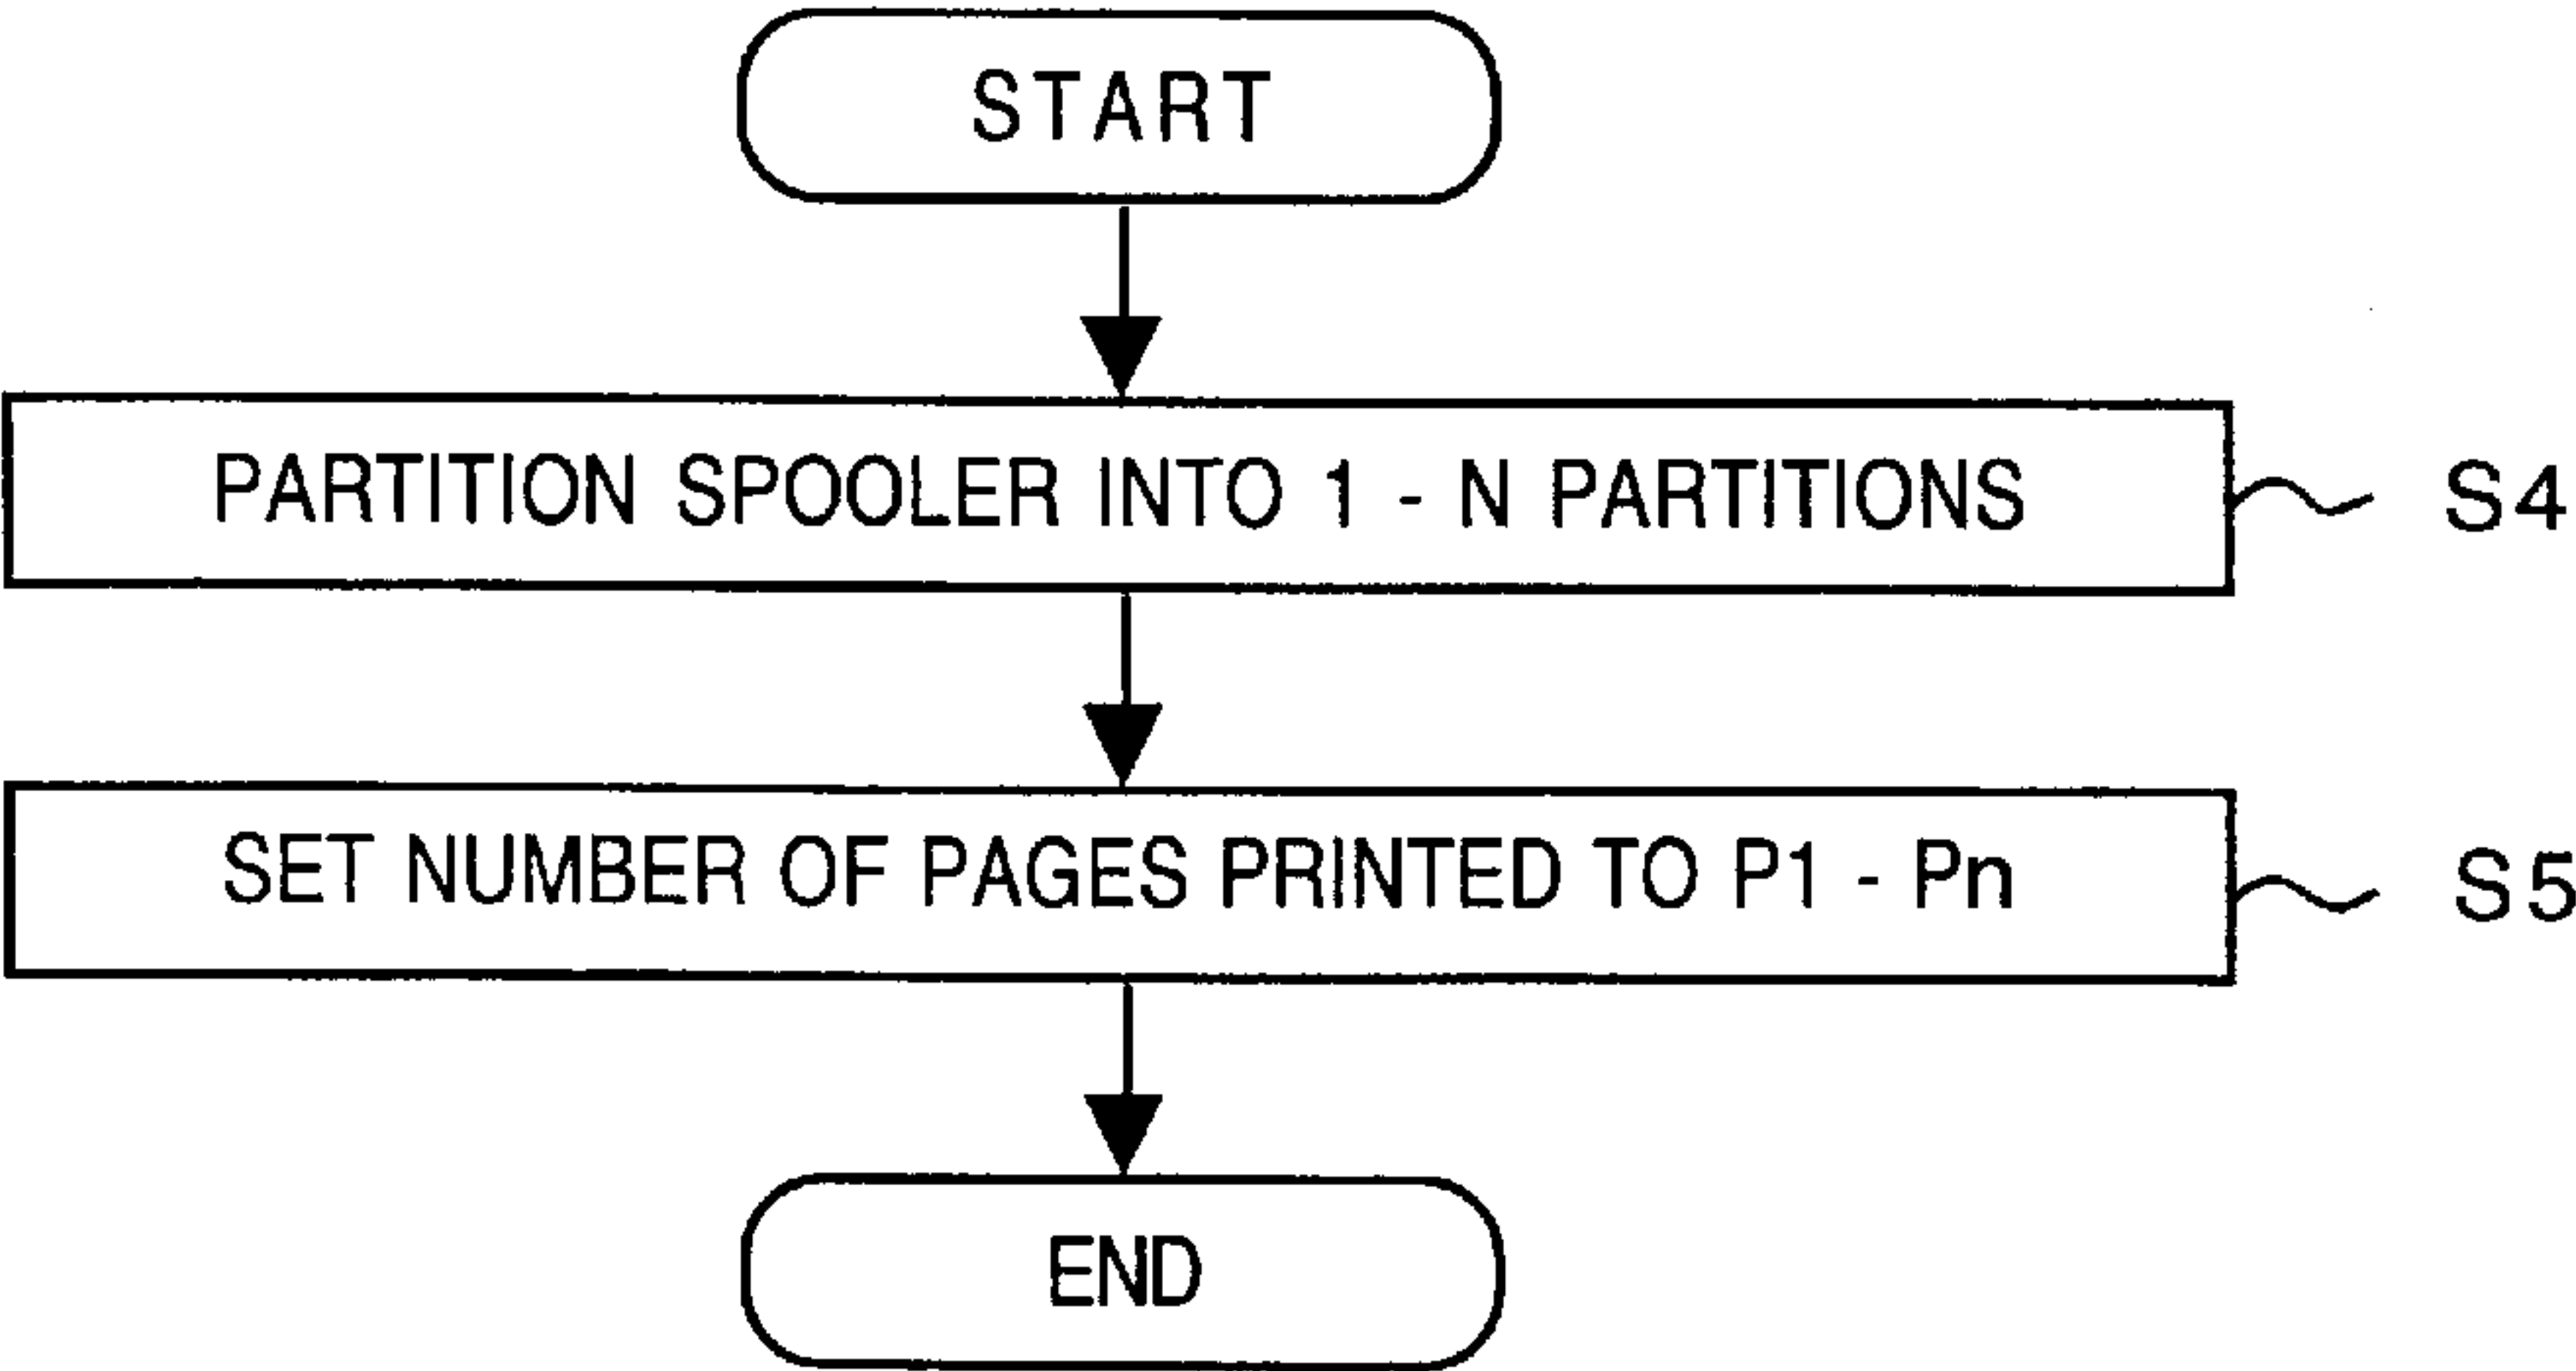 START
PARTITION SPOOLER INTO 1 - N PARTITIONS
S4
SET NUMBER OF PAGES PRINTED TO P1 - Pn
S5
END